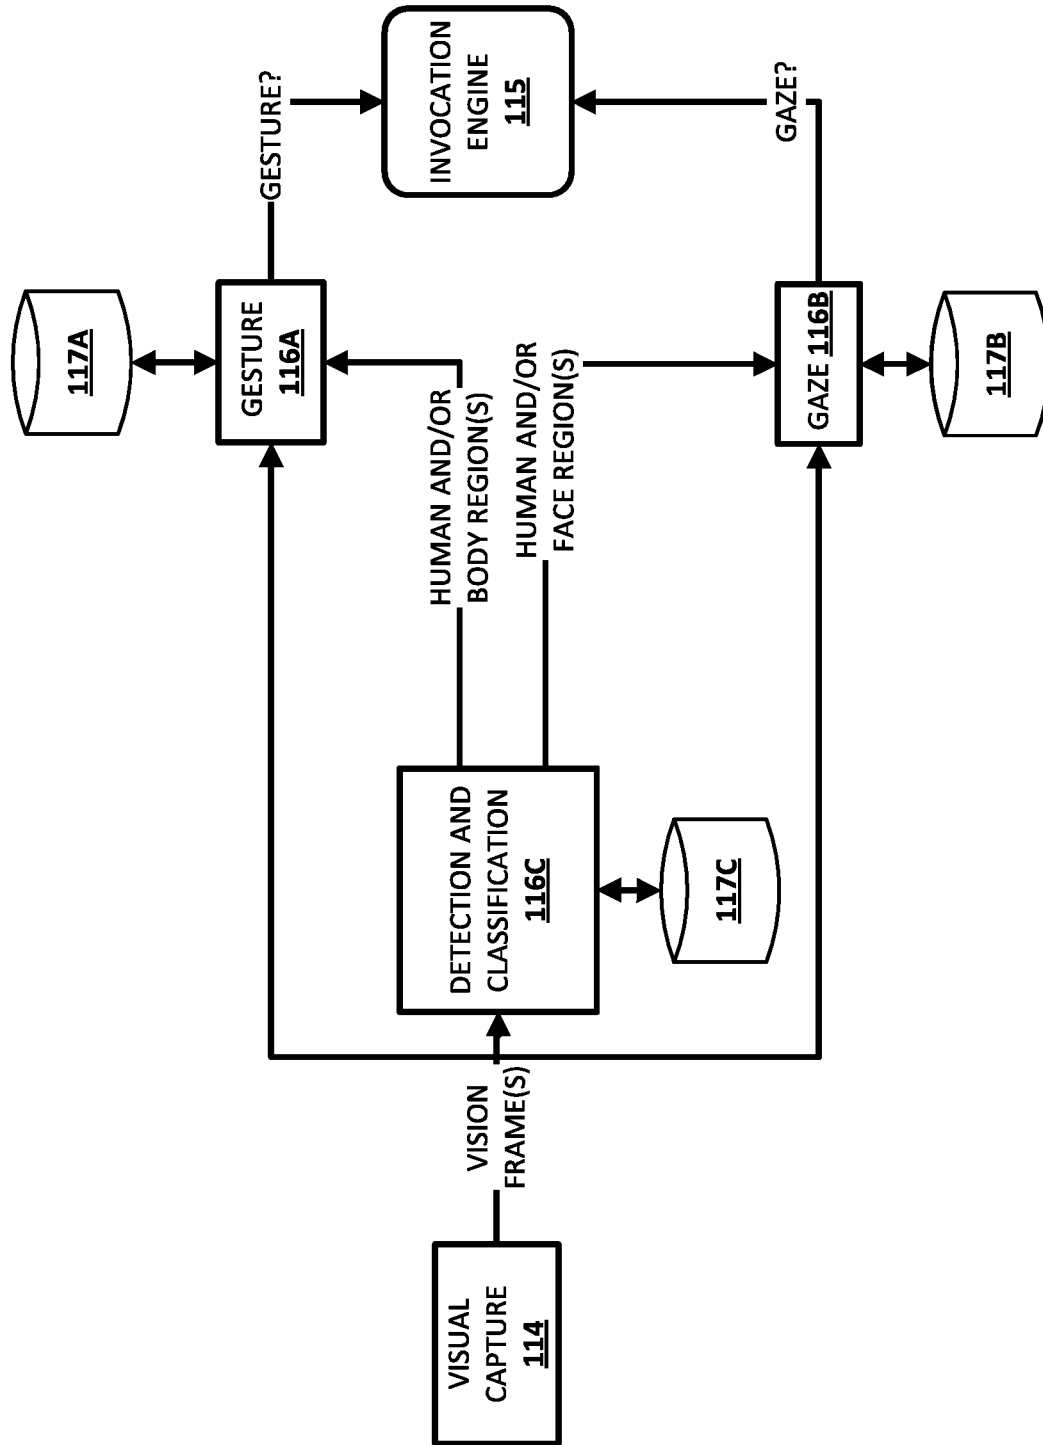 VISUAL
CAPTURE
114
VISION
FRAME(S)
DETECTION AND
CLASSIFICATION
116C
117C
HUMAN AND/OR
BODY REGION(S)
HUMAN AND/OR
FACE REGION(S)
117A
GESTURE
116A
GAZE 116B
117B
GESTURE?
GAZE?
INVOCATION
ENGINE
115